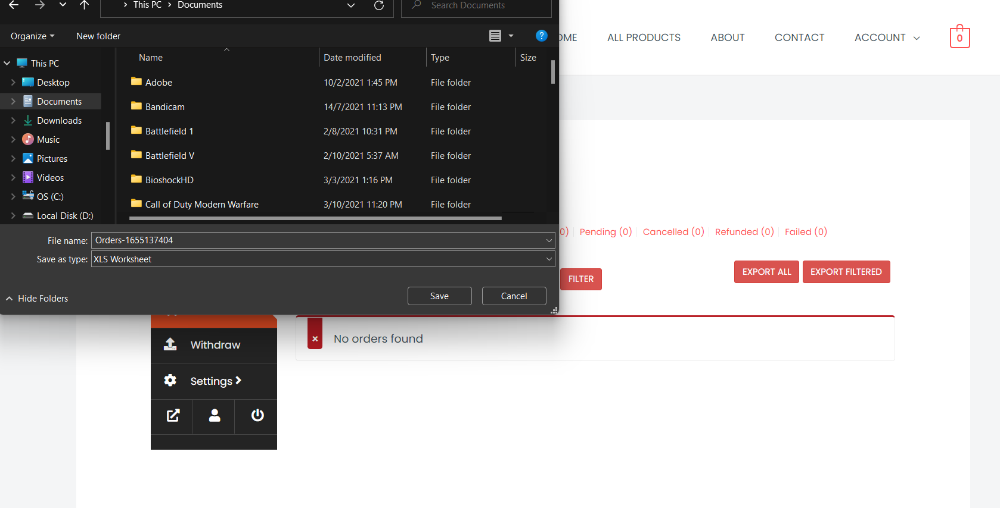 This PC > Documents
Search Documents
Organize
New folder
?
OME
ALL PRODUCTS
ABOUT
CONTACT
ACCOUNT
0
Name
Date modified
Type
Size
This PC
Desktop
Documents
Downloads
Music
Pictures
Videos
OS (C:)
Local Disk (D:)
Adobe 10/2/2021 1:45 PM File folder
Bandicam 14/7/2021 11:13 PM File folder
Battlefield 1 2/8/2021 10:31 PM File folder
Battlefield V 2/10/2021 5:37 AM File folder
BioshockHD 3/3/2021 1:16 PM File folder
Call of Duty Modern Warfare 3/10/2021 11:20 PM File folder
File name: Orders-1655137404
Save as type: XLS Worksheet
Hide Folders
Save
Cancel
0)
Pending (0)
Cancelled (0)
Refunded (0)
Failed (0)
FILTER
EXPORT ALL
EXPORT FILTERED
No orders found
Withdraw
Settings